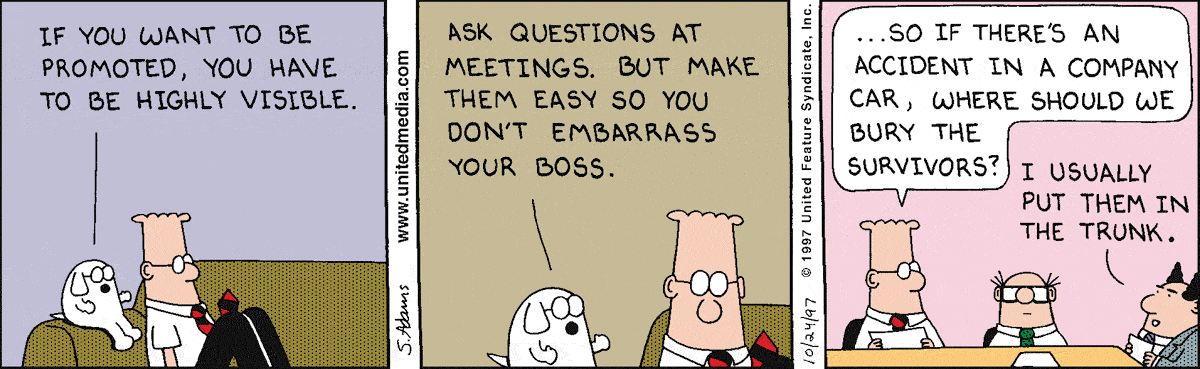 IF YOU WANT TO BE
PROMOTED, YOU HAVE
TO BE HIGHLY VISIBLE.
www.unitedmedia.com
S. Adams
ASK QUESTIONS AT
MEETINGS. BUT MAKE
THEM EASY SO YOU
DON'T EMBARRASS
YOUR BOSS.
10/24/97 © 1997 United Feature Syndicate, Inc.
...SO IF THERE'S AN
ACCIDENT IN A COMPANY
CAR, WHERE SHOULD WE
BURY THE
SURVIVORS?
I USUALLY
PUT THEM IN
THE TRUNK.